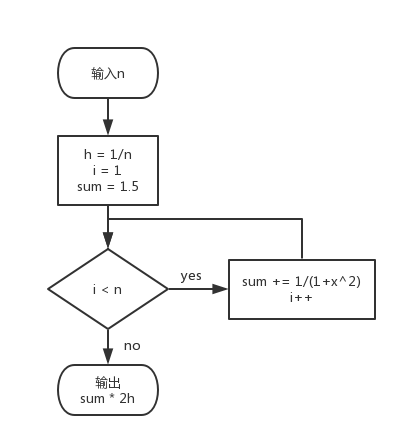 输入n
h = 1/n
i = 1
sum = 1.5
i < n
yes
sum += 1/(1+x^2)
i++
no
输出
sum * 2h